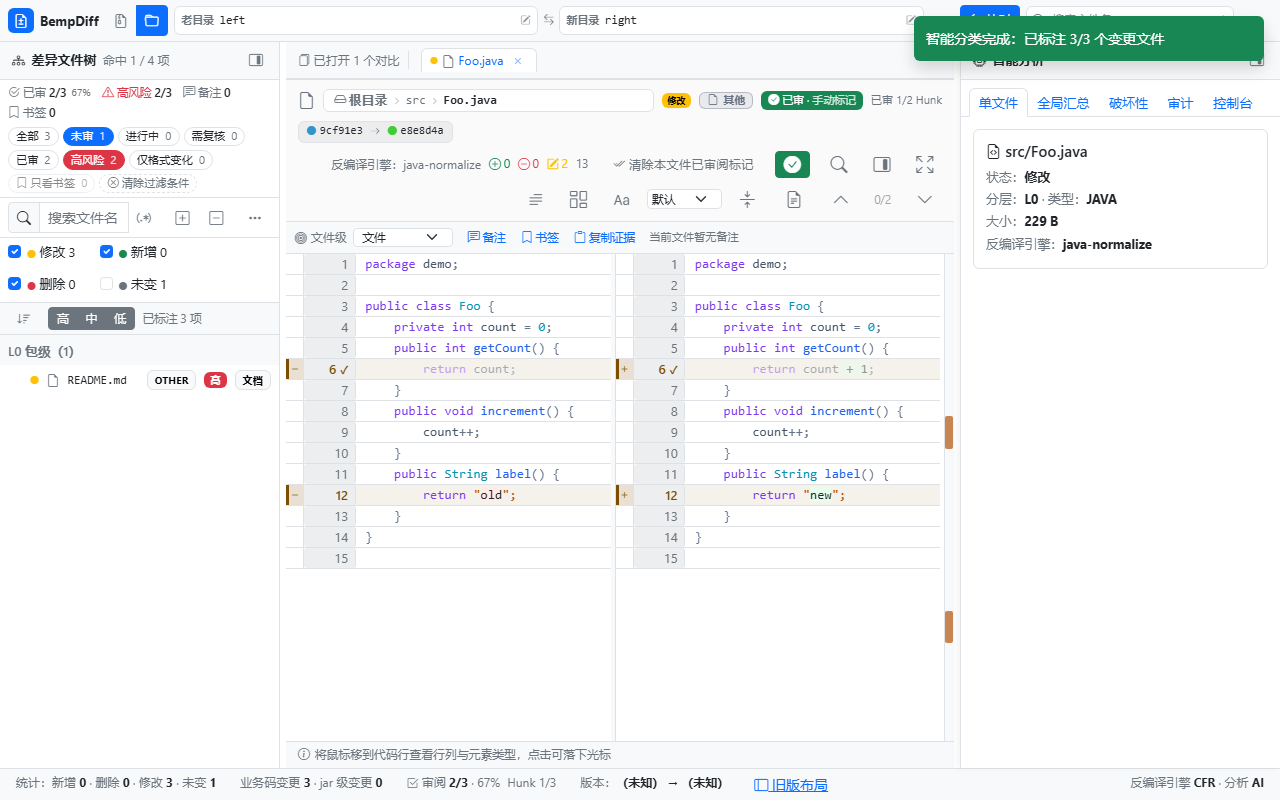 BempDiff
老目录 left
新目录 right
智能分类完成：已标注 3/3 个变更文件
差异文件树 命中 1 / 4 项
已审 2/3 67% 高风险 2/3 备注 0
书签 0
全部 3 未审 1 进行中 0 需复核 0
已审 2 高风险 2 仅格式变化 0
只看书签 0 清除过滤条件
搜索文件名 (.*)
修改 3 新增 0
删除 0 未变 1
高 中 低 已标注 3 项
L0 包级（1）
README.md OTHER 高 文档
已打开 1 个对比 Foo.java ×
根目录 › src › Foo.java 修改 其他 已审 · 手动标记 已审 1/2 Hunk
9cf91e3 → e8e8d4a
反编译引擎: java-normalize 0 0 2 13 清除本文件已审阅标记
Aa 默认 0/2
文件级 文件 备注 书签 复制证据 当前文件暂无备注
1 package demo; 1 package demo;
2 2
3 public class Foo { 3 public class Foo {
4 private int count = 0; 4 private int count = 0;
5 public int getCount() { 5 public int getCount() {
− 6 ✓ return count; + 6 ✓ return count + 1;
7 } 7 }
8 public void increment() { 8 public void increment() {
9 count++; 9 count++;
10 } 10 }
11 public String label() { 11 public String label() {
− 12 return "old"; + 12 return "new";
13 } 13 }
14 } 14 }
15 15
将鼠标移到代码行查看行列与元素类型，点击可落下光标
单文件 全局汇总 破坏性 审计 控制台
src/Foo.java
状态: 修改
分层: L0 · 类型: JAVA
大小: 229 B
反编译引擎: java-normalize
统计: 新增 0 · 删除 0 · 修改 3 · 未变 1 业务码变更 3 · jar 级变更 0 审阅 2/3 · 67% Hunk 1/3 版本: (未知) → (未知) 旧版布局 反编译引擎 CFR · 分析 AI